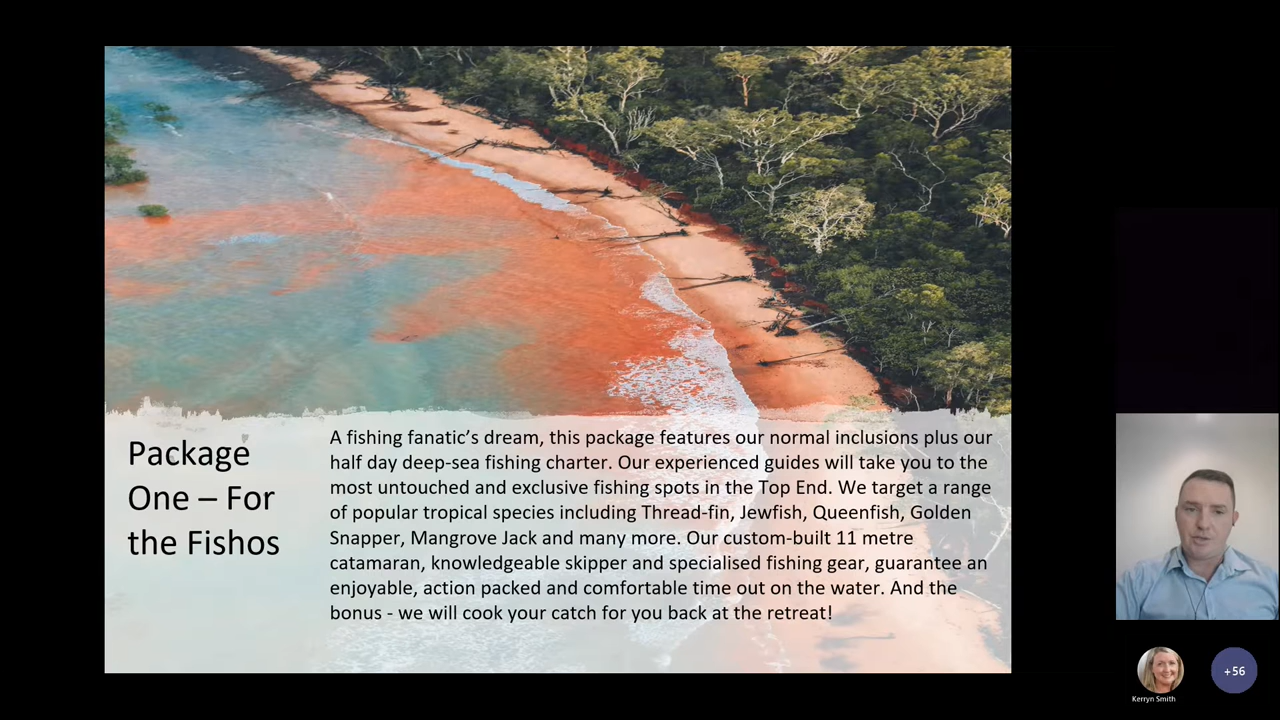 Package
One – For
the Fishos
A fishing fanatic’s dream, this package features our normal inclusions plus our
half day deep-sea fishing charter. Our experienced guides will take you to the
most untouched and exclusive fishing spots in the Top End. We target a range
of popular tropical species including Thread-fin, Jewfish, Queenfish, Golden
Snapper, Mangrove Jack and many more. Our custom-built 11 metre
catamaran, knowledgeable skipper and specialised fishing gear, guarantee an
enjoyable, action packed and comfortable time out on the water. And the
bonus - we will cook your catch for you back at the retreat!
Kerryn Smith
+56